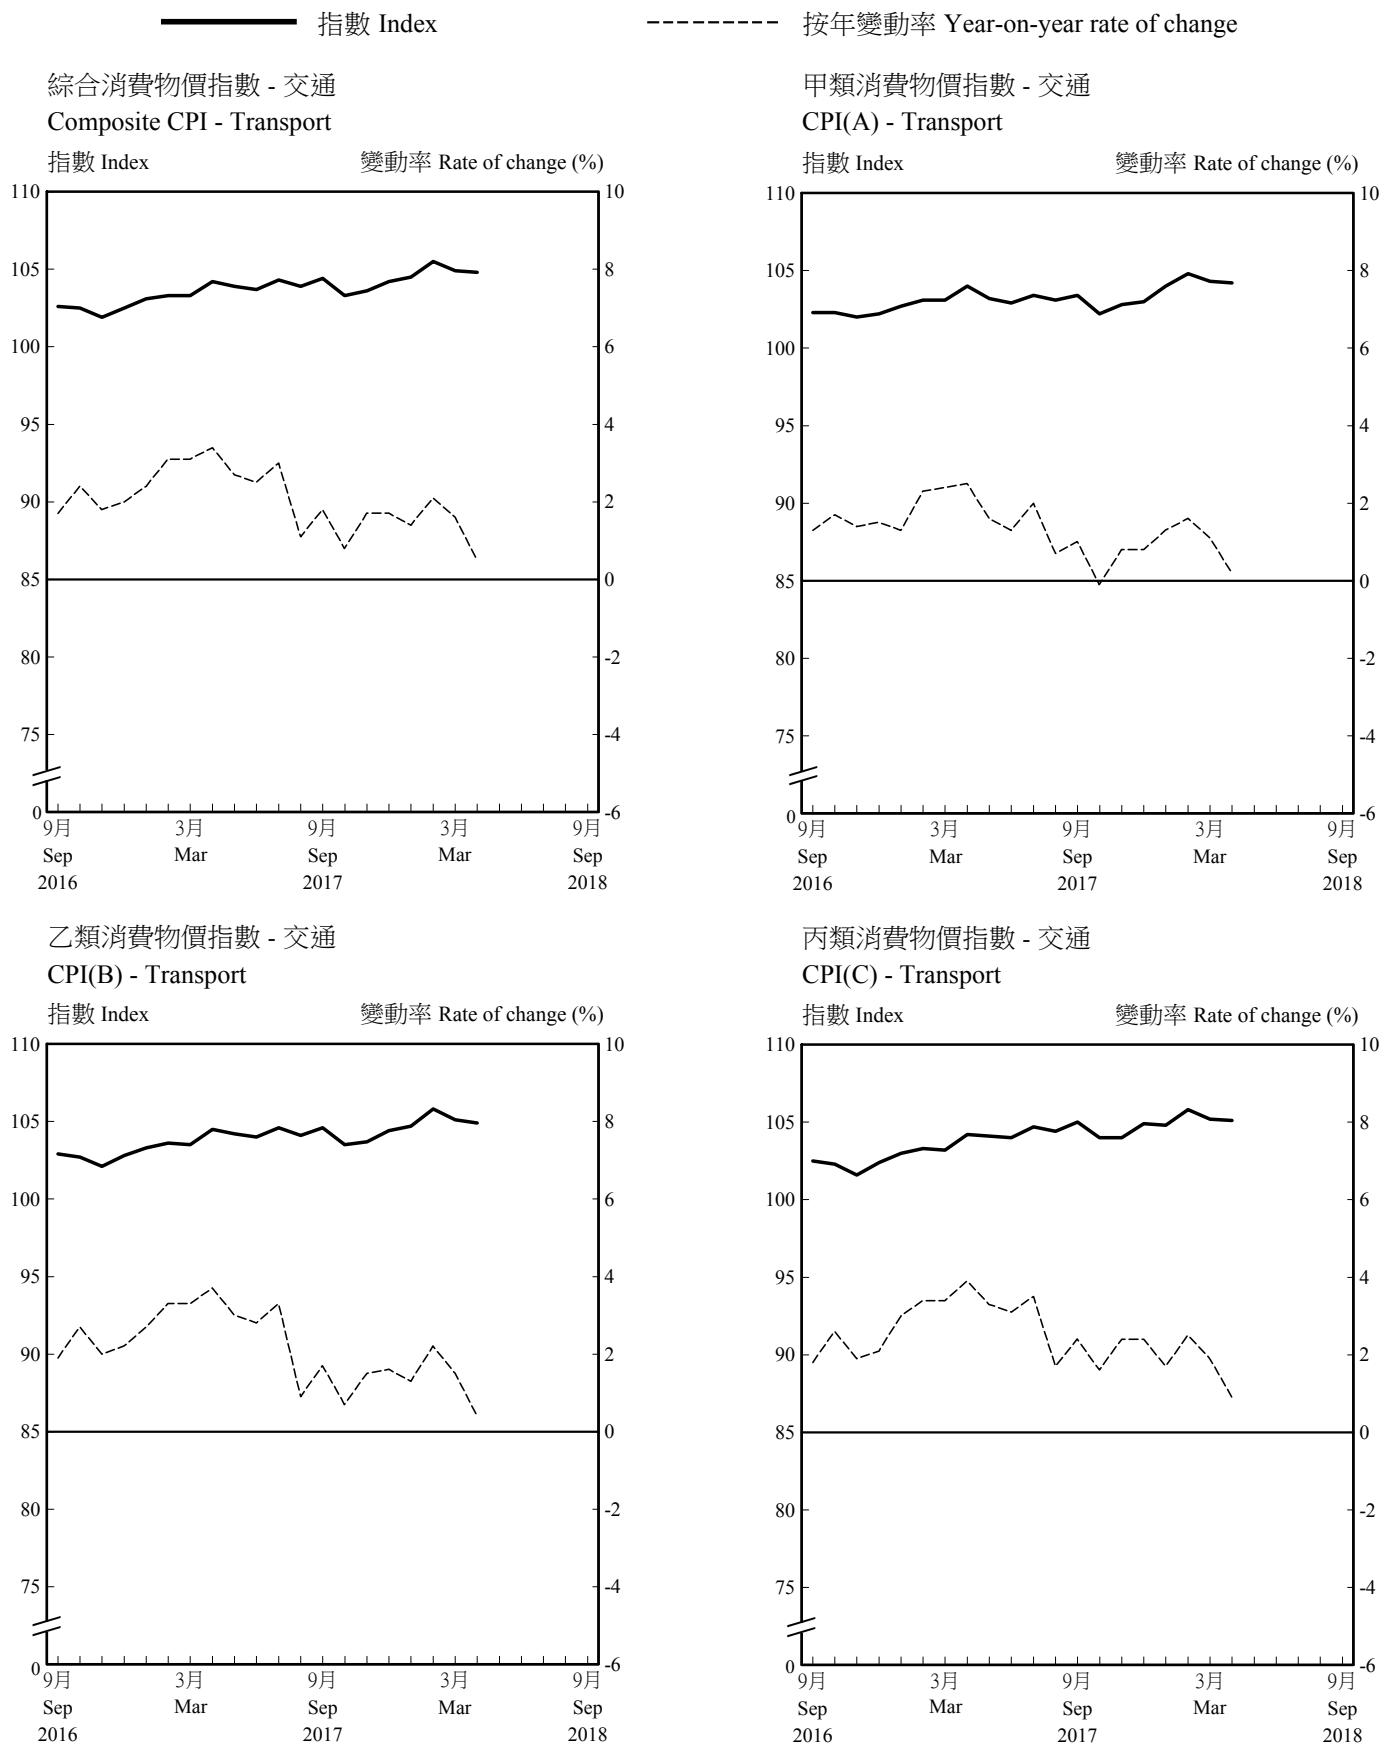 指數 Index
按年變動率 Year-on-year rate of change
綜合消費物價指數 - 交通
Composite CPI - Transport
指數 Index
變動率 Rate of change (%)
110
105
100
95
90
85
80
75
0
10
8
6
4
2
0
-2
-4
-6
9月
3月
9月
3月
9月
Sep
Mar
Sep
Mar
Sep
2016
2017
2018
甲類消費物價指數 - 交通
CPI(A) - Transport
指數 Index
變動率 Rate of change (%)
110
105
100
95
90
85
80
75
0
10
8
6
4
2
0
-2
-4
-6
9月
3月
9月
3月
9月
Sep
Mar
Sep
Mar
Sep
2016
2017
2018
乙類消費物價指數 - 交通
CPI(B) - Transport
指數 Index
變動率 Rate of change (%)
110
105
100
95
90
85
80
75
0
10
8
6
4
2
0
-2
-4
-6
9月
3月
9月
3月
9月
Sep
Mar
Sep
Mar
Sep
2016
2017
2018
丙類消費物價指數 - 交通
CPI(C) - Transport
指數 Index
變動率 Rate of change (%)
110
105
100
95
90
85
80
75
0
10
8
6
4
2
0
-2
-4
-6
9月
3月
9月
3月
9月
Sep
Mar
Sep
Mar
Sep
2016
2017
2018